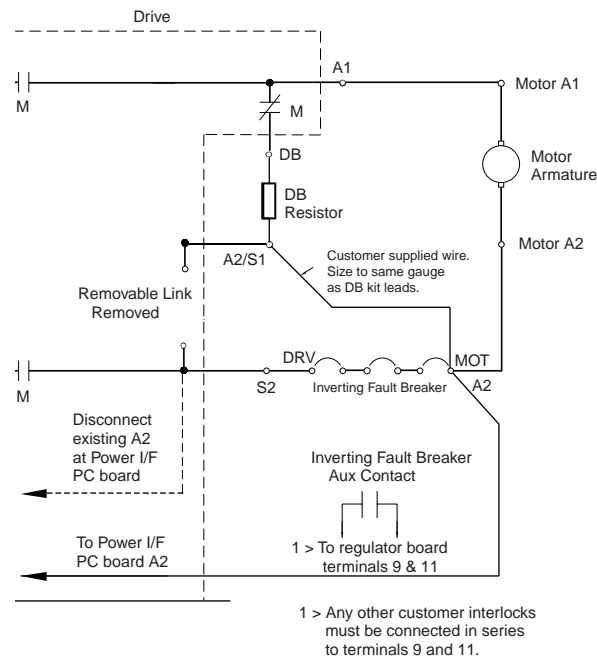 Drive
A1
Motor A1
M
M
DB
DB
Resistor
Motor
Armature
A2/S1
Customer supplied wire.
Size to same gauge
as DB kit leads.
Motor A2
Removable Link
Removed
DRV
MOT
M
S2
Inverting Fault Breaker
A2
Disconnect
existing A2
at Power I/F
PC board
Inverting Fault Breaker
Aux Contact
To Power I/F
PC board A2
1 > To regulator board
terminals 9 & 11
1 > Any other customer interlocks
must be connected in series
to terminals 9 and 11.